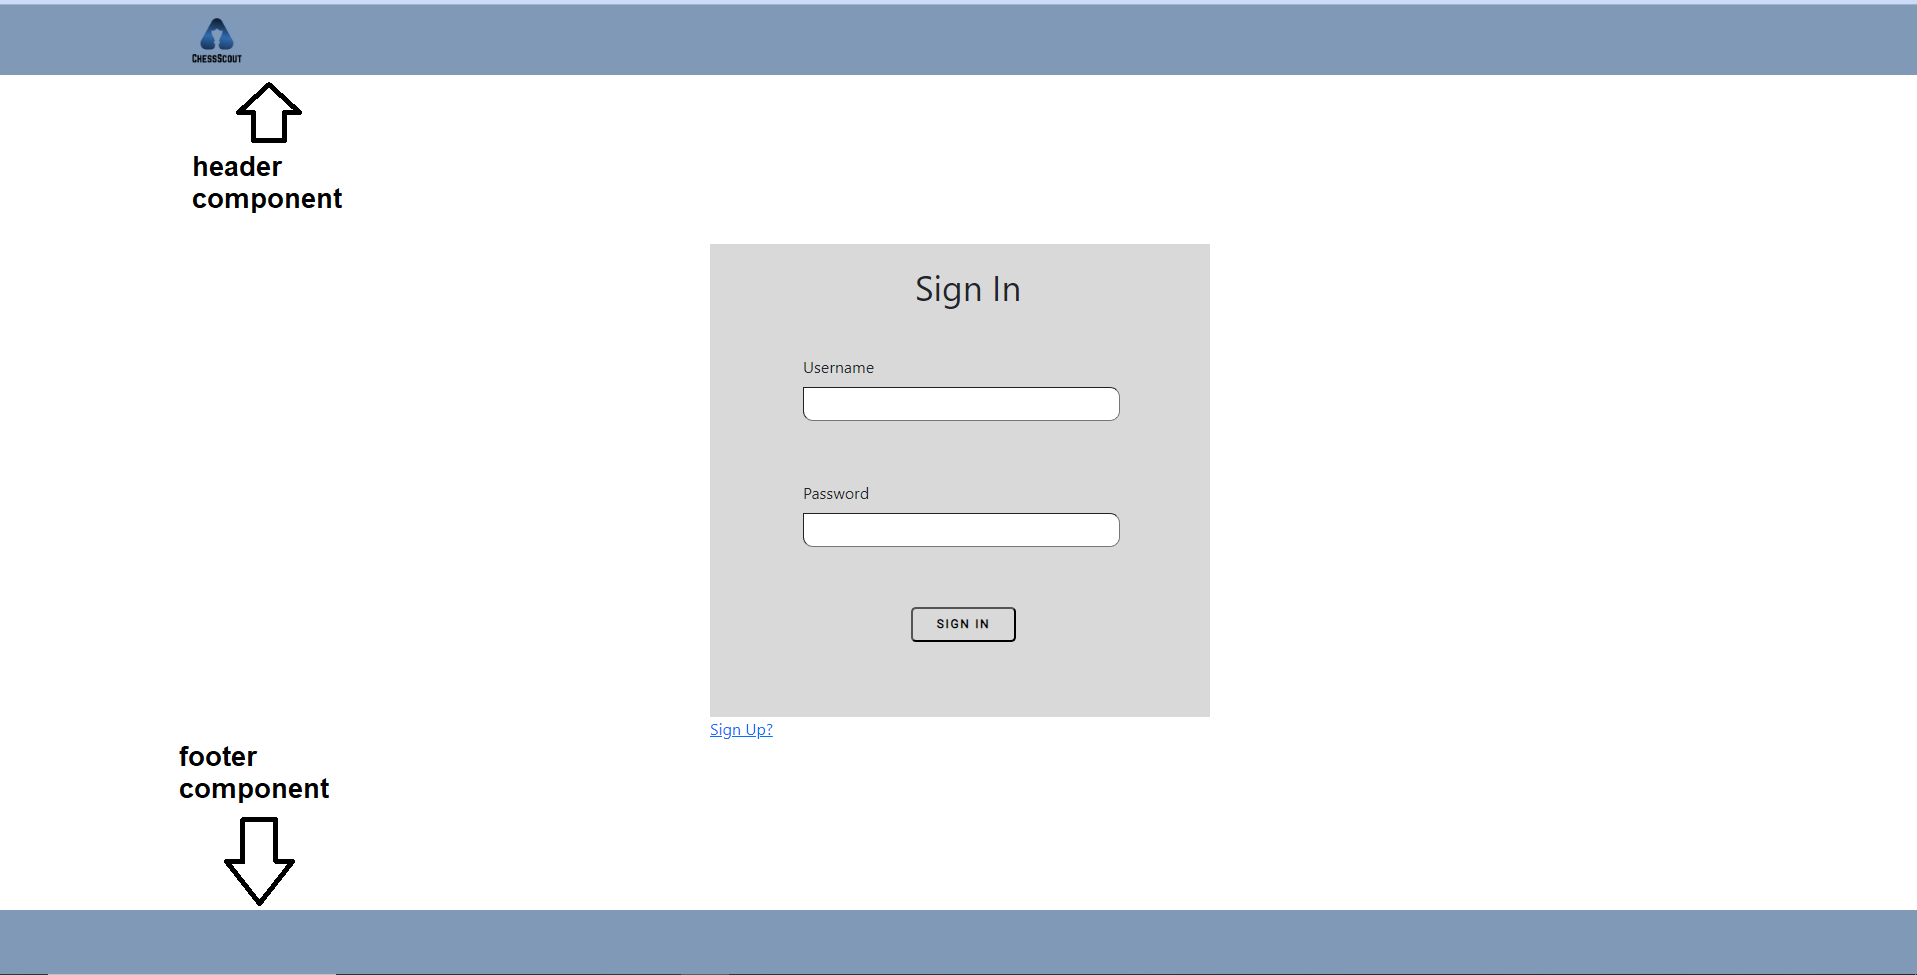 ChessScout
header
component
Sign In
Username
Password
SIGN IN
Sign Up?
footer
component